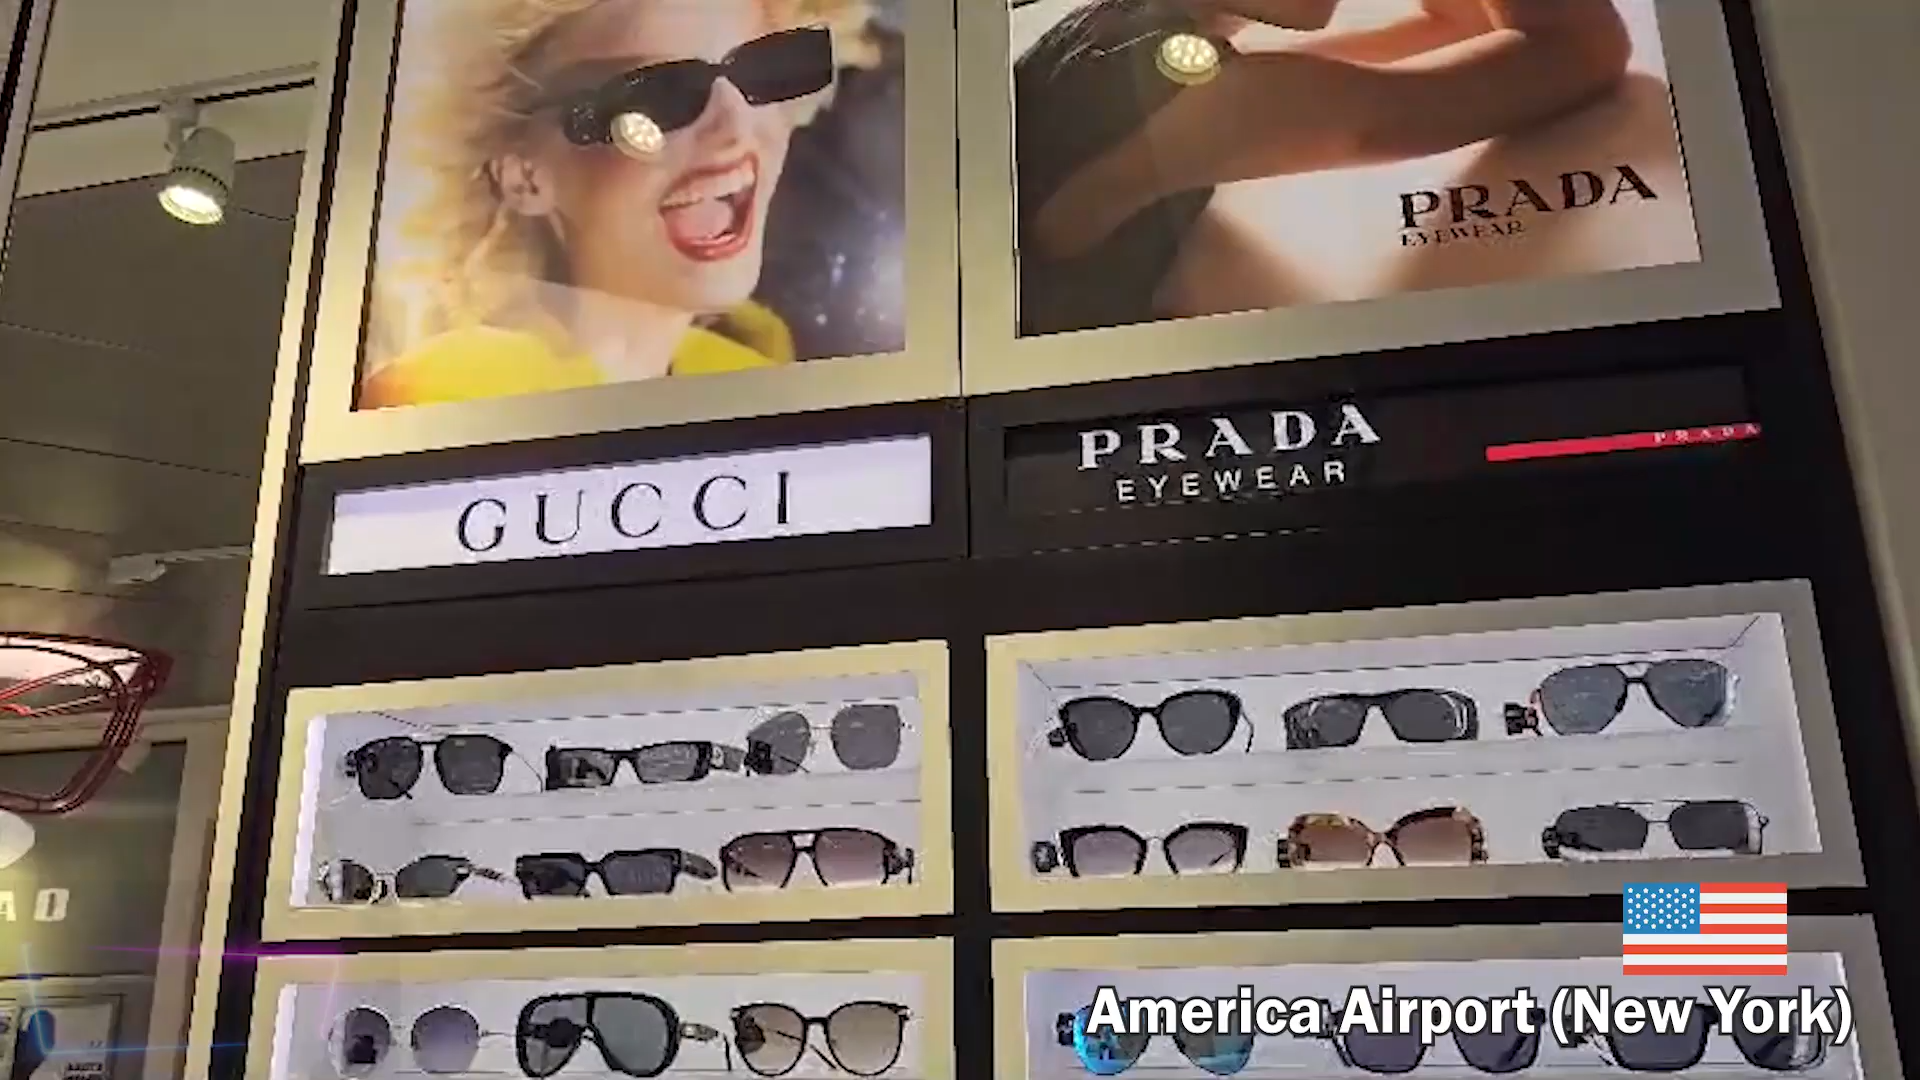 PRADA
EYEWEAR
GUCCI
PRADA
EYEWEAR
PRADA
America Airport (New York)